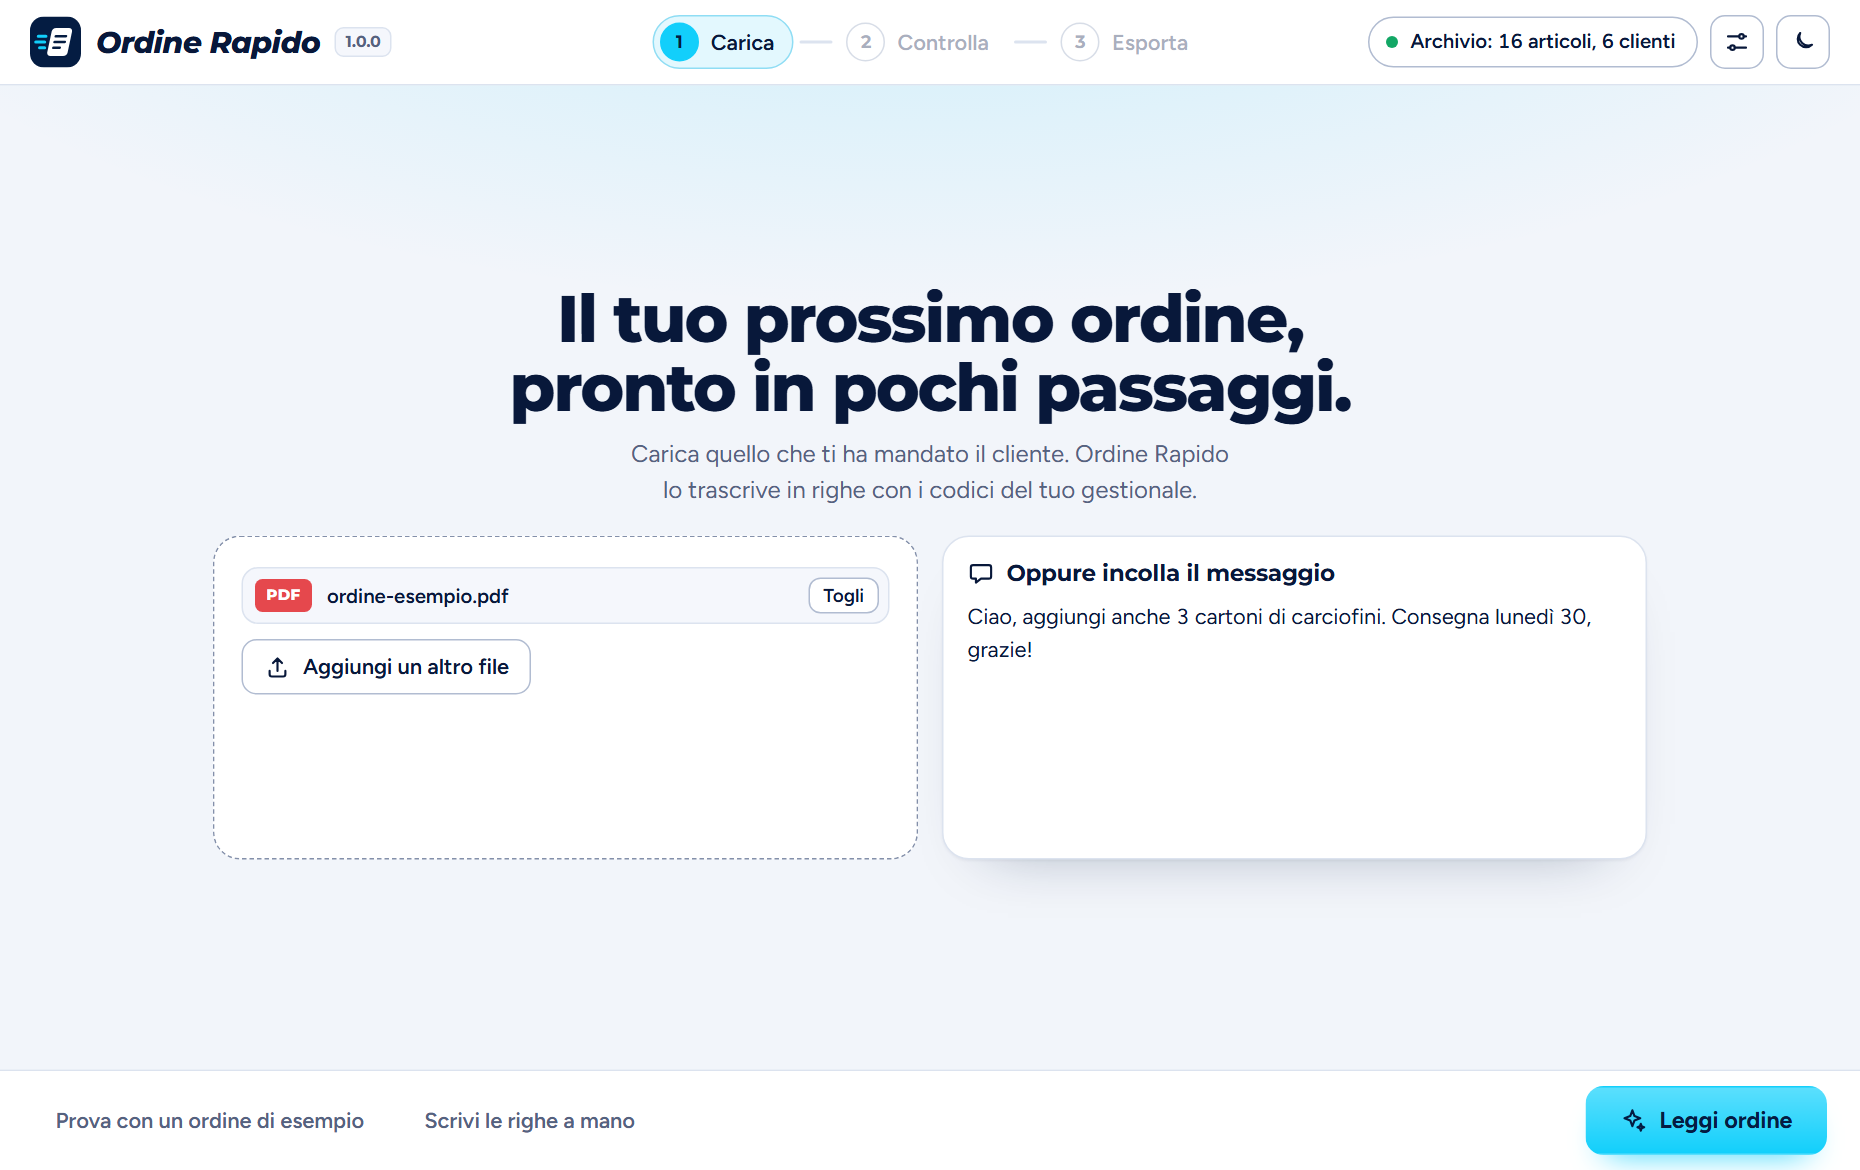 Ordine Rapido 1.0.0
1 Carica
2 Controlla
3 Esporta
Archivio: 16 articoli, 6 clienti
Il tuo prossimo ordine,
pronto in pochi passaggi.
Carica quello che ti ha mandato il cliente. Ordine Rapido
lo trascrive in righe con i codici del tuo gestionale.
PDF ordine-esempio.pdf Togli
Aggiungi un altro file
Oppure incolla il messaggio
Ciao, aggiungi anche 3 cartoni di carciofini. Consegna lunedì 30,
grazie!
Prova con un ordine di esempio
Scrivi le righe a mano
Leggi ordine